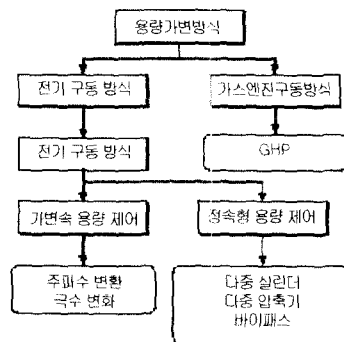 용량가변방식
전기 구동 방식
가스엔진구동방식
전기 구동 방식
GHP
가변속 용량 제어
정속형 용량 제어
주파수 변환
극수 변화
다중 실린더
다중 압축기
바이패스